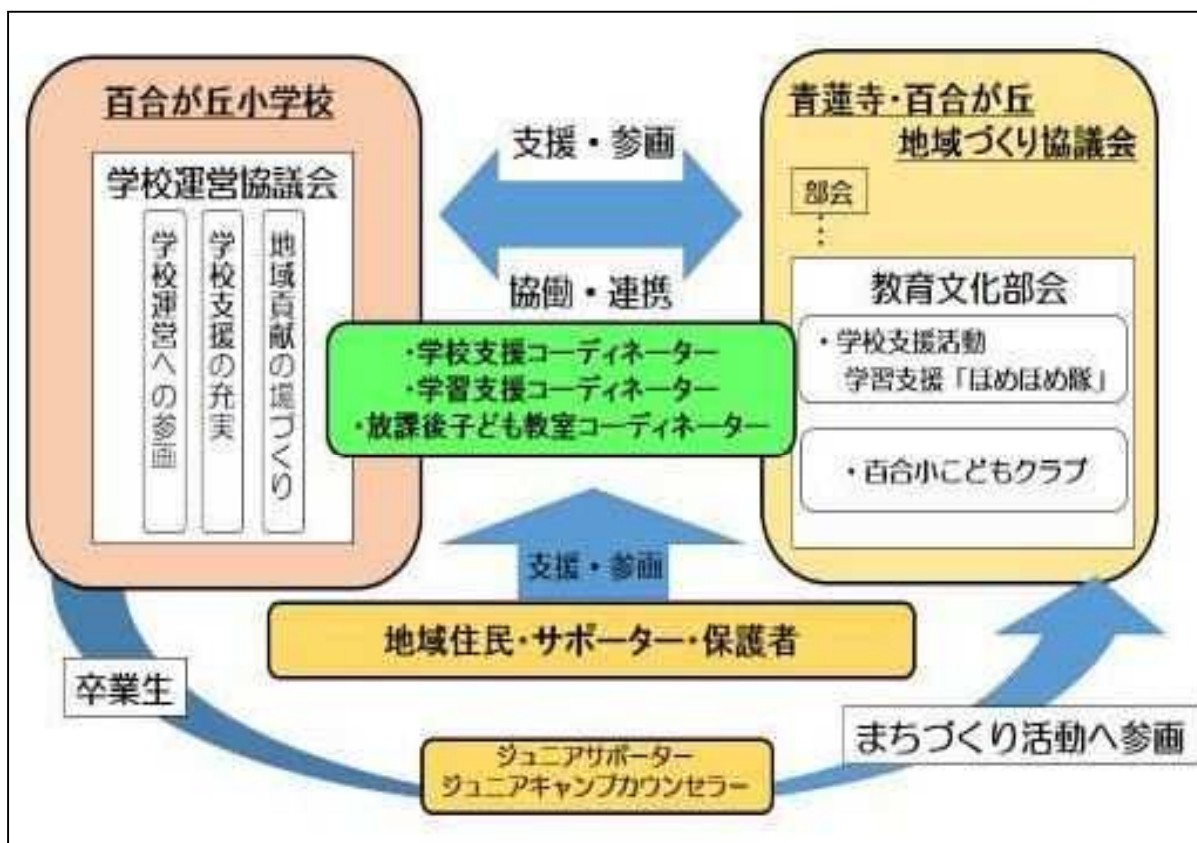 百合が丘小学校
学校運営協議会
学校運営への参画
学校支援の充実
地域貢献の場づくり
支援・参画
協働・連携
・学校支援コーディネーター
・学習支援コーディネーター
・放課後子ども教室コーディネーター
青蓮寺・百合が丘
地域づくり協議会
部会
教育文化部会
・学校支援活動
学習支援「ほめほめ隊」
・百合小こどもクラブ
支援・参画
地域住民・サポーター・保護者
卒業生
ジュニアサポーター
ジュニアキャンプカウンセラー
まちづくり活動へ参画